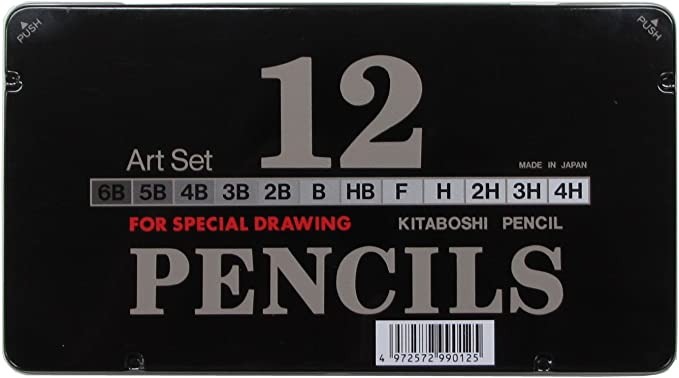 PUSH
PUSH
12
Art Set
MADE IN JAPAN
6B 5B 4B 3B 2B B HB F H 2H 3H 4H
FOR SPECIAL DRAWING
KITABOSHI PENCIL
PENCILS
4 972572 990125